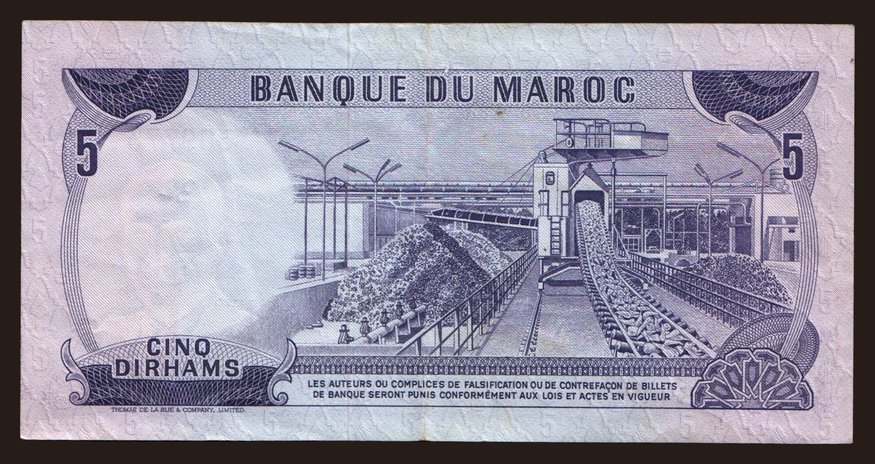 BANQUE DU MAROC
5
5
CINQ
DIRHAMS
LES AUTEURS OU COMPLICES DE FALSIFICATION OU DE CONTREFAÇON DE BILLETS
DE BANQUE SERONT PUNIS CONFORMÉMENT AUX LOIS ET ACTES EN VIGUEUR
THOMAS DE LA RUE & COMPANY, LIMITED.